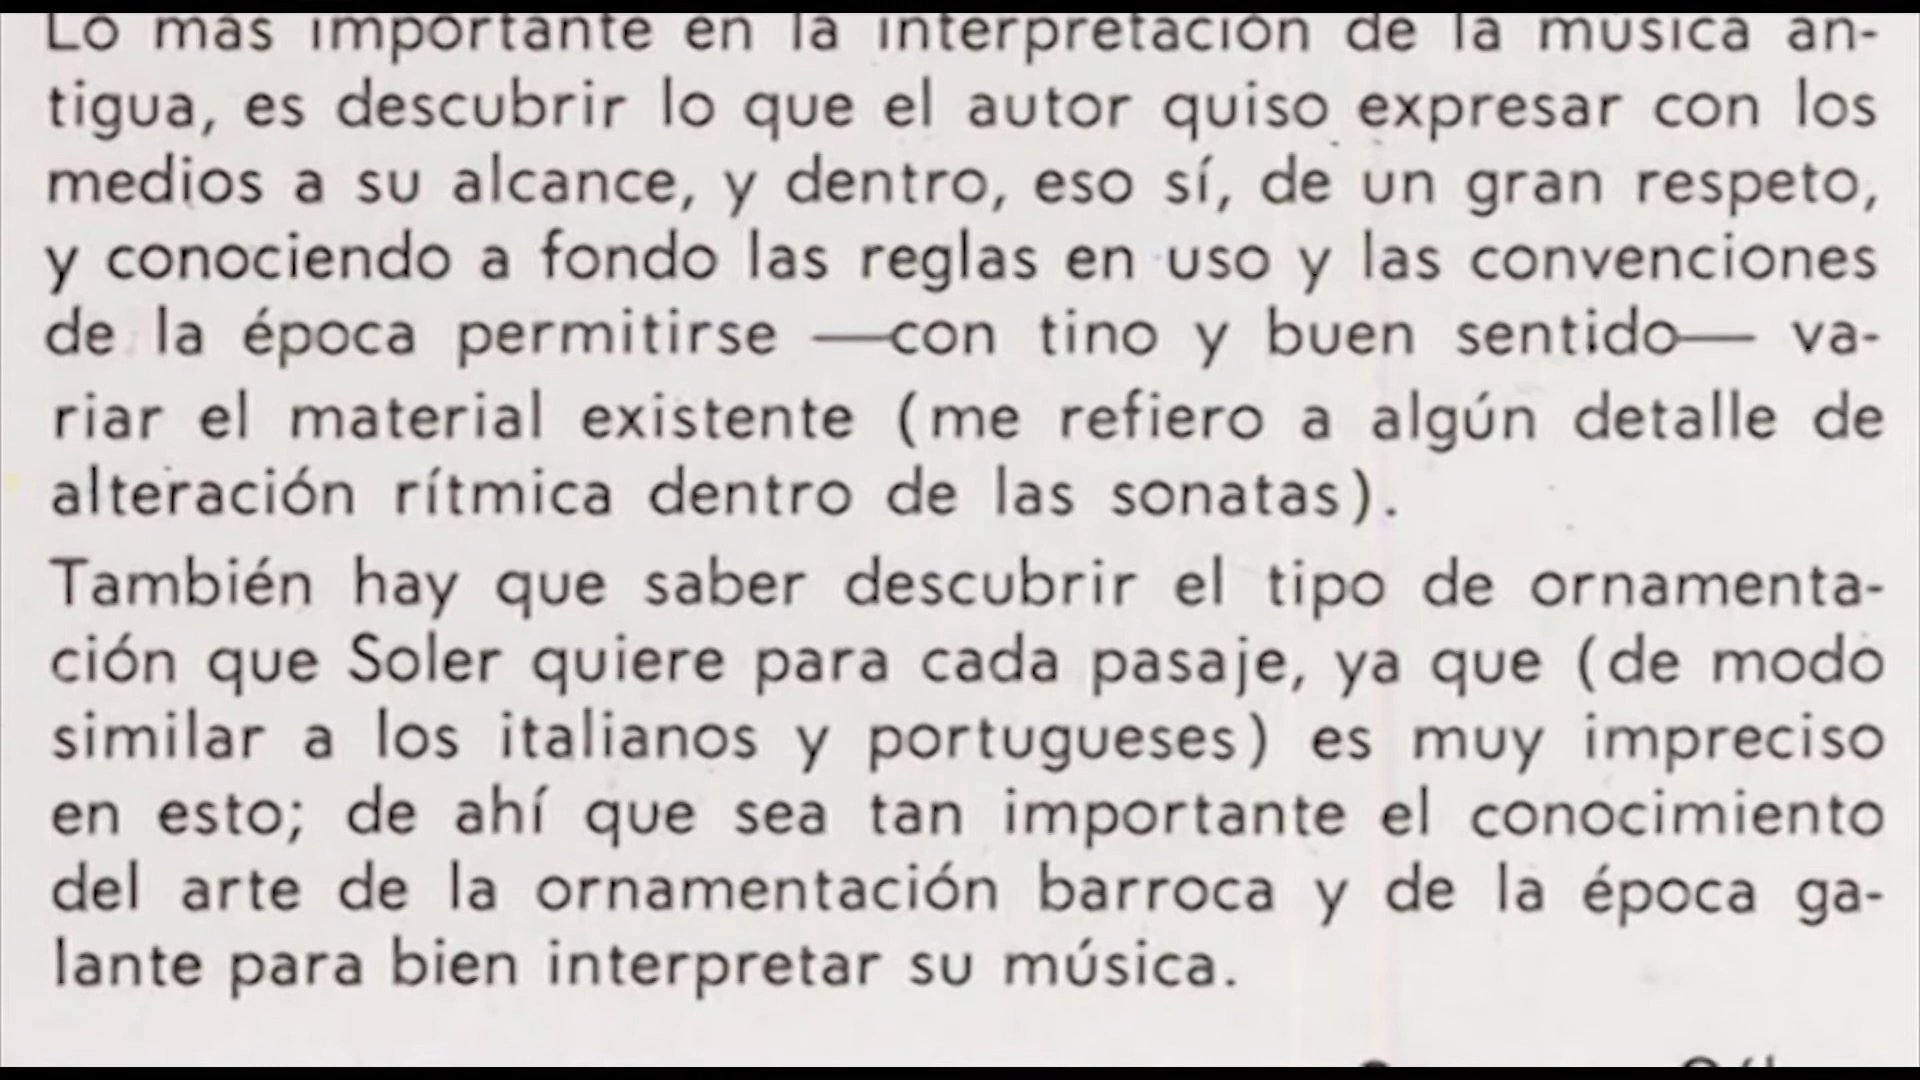 Lo más importante en la interpretación de la música an-
tigua, es descubrir lo que el autor quiso expresar con los
medios a su alcance, y dentro, eso sí, de un gran respeto,
y conociendo a fondo las reglas en uso y las convenciones
de la época permitirse —con tino y buen sentido— va-
riar el material existente (me refiero a algún detalle de
alteración rítmica dentro de las sonatas).
También hay que saber descubrir el tipo de ornamenta-
ción que Soler quiere para cada pasaje, ya que (de modo
similar a los italianos y portugueses) es muy impreciso
en esto; de ahí que sea tan importante el conocimiento
del arte de la ornamentación barroca y de la época ga-
lante para bien interpretar su música.